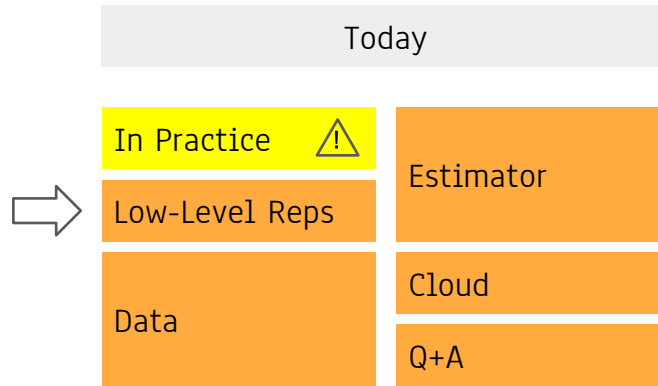 Today
In Practice
Low-Level Reps
Data
Estimator
Cloud
Q+A